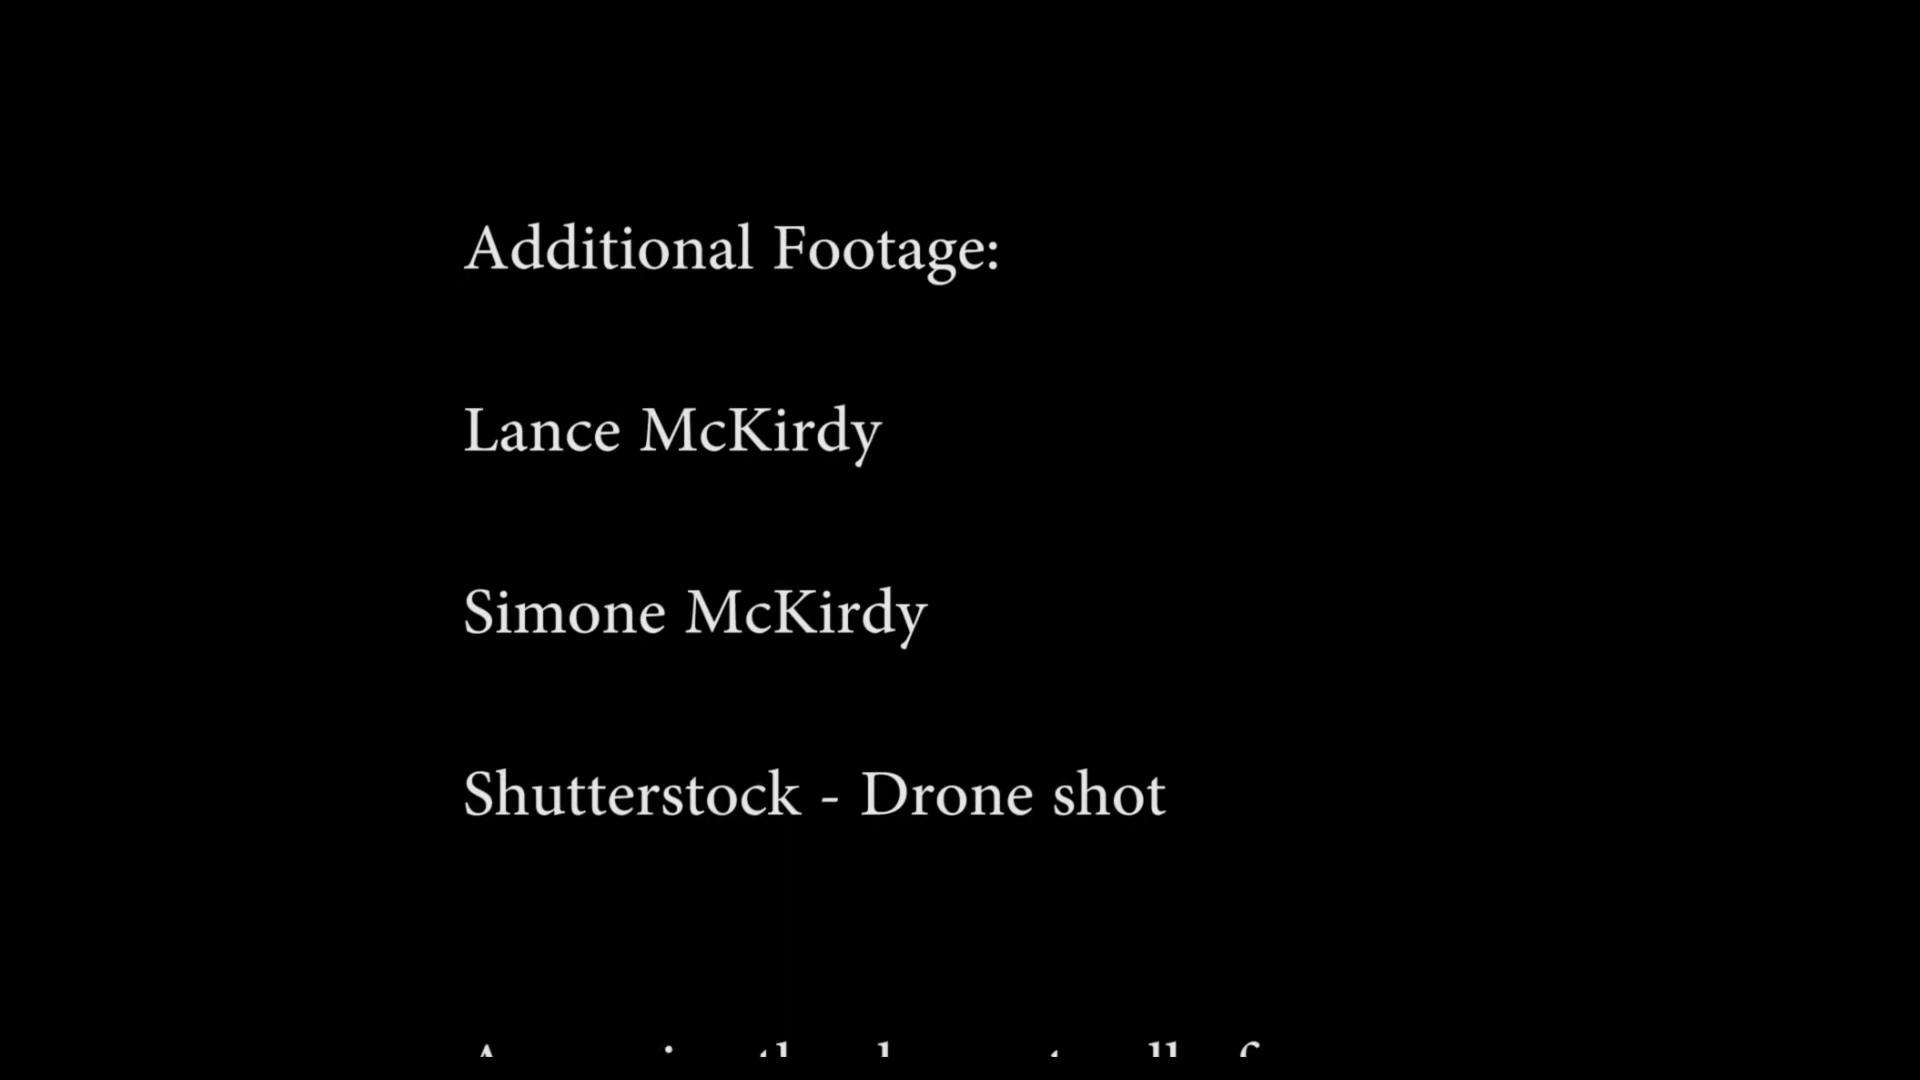 Additional Footage:
Lance McKirdy
Simone McKirdy
Shutterstock - Drone shot